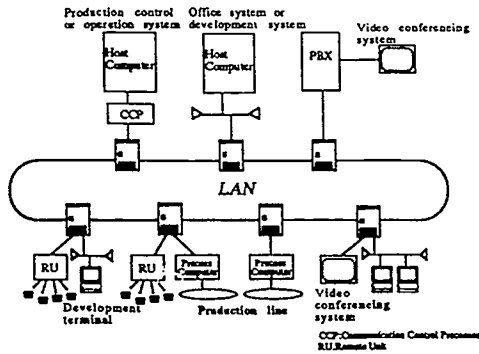 Production control
or operation system
Office system or
development system
Video conferencing
system
Host
Computer
Host
Computer
PBX
CCP
LAN
RU
RU
Process
Computer
Process
Computer
Development
terminal
Production line
Video
conferencing
system
CCP:Communication Control Processor
RU:Remote Unit